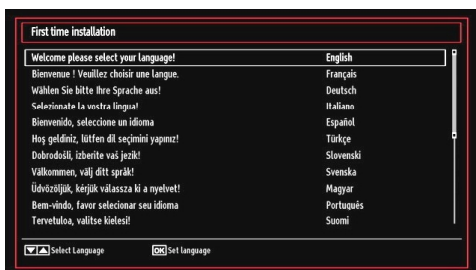 First time installation
Welcome please select your language! English
Bienvenue ! Veuillez choisir une langue. Français
Wählen Sie bitte Ihre Sprache aus! Deutsch
Selezionate la vostra lingua! Italiano
Bienvenido, seleccione un idioma Español
Hoş geldiniz, lütfen dil seçimini yapınız! Türkçe
Dobrodošli, izberite vaš jezik! Slovenski
Välkommen, välj ditt språk! Svenska
Üdvözöljük, kérjük válassza ki a nyelvet! Magyar
Bem-vindo, favor selecionar seu idioma Português
Tervetuloa, valitse kielesi! Suomi
Select Language OK Set language